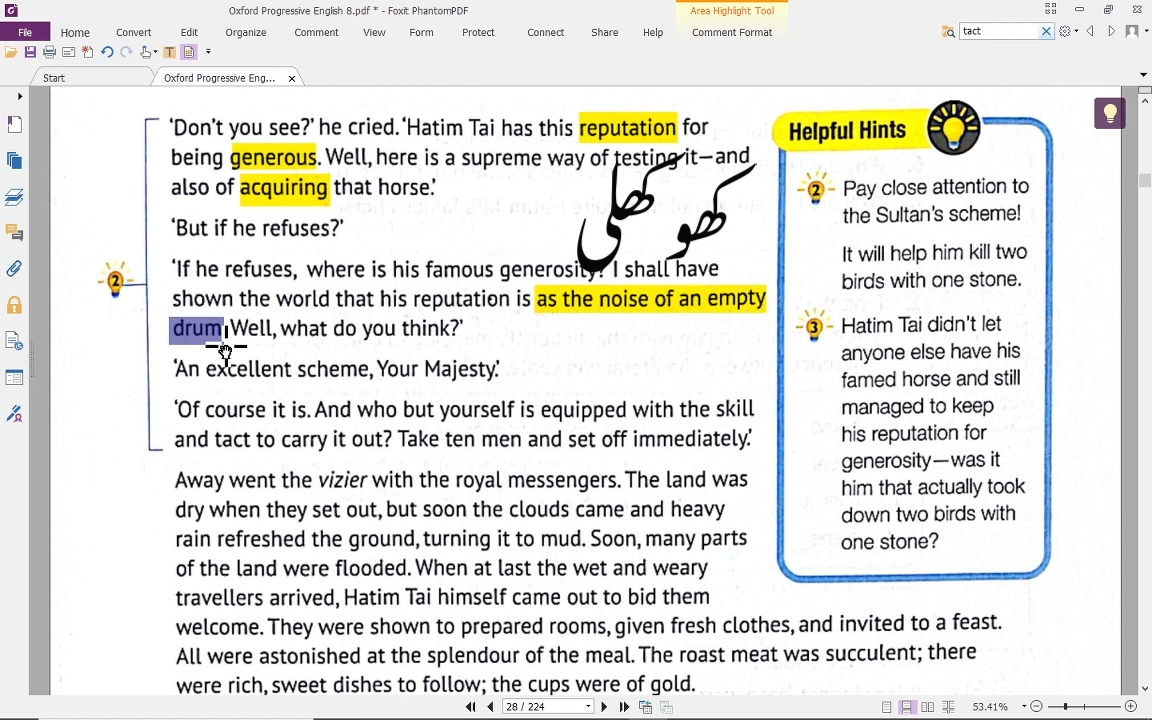 Oxford Progressive English 8.pdf * - Foxit PhantomPDF
Area Highlight Tool
File Home Convert Edit Organize Comment View Form Protect Connect Share Help Comment Format
tact
Start
Oxford Progressive Eng...
‘Don’t you see?’ he cried. ‘Hatim Tai has this reputation for
being generous. Well, here is a supreme way of testing it—and
also of acquiring that horse.’
‘But if he refuses?’
‘If he refuses, where is his famous generosity? I shall have
shown the world that his reputation is as the noise of an empty
drum. Well, what do you think?’
‘An excellent scheme, Your Majesty.’
‘Of course it is. And who but yourself is equipped with the skill
and tact to carry it out? Take ten men and set off immediately.’
Away went the vizier with the royal messengers. The land was
dry when they set out, but soon the clouds came and heavy
rain refreshed the ground, turning it to mud. Soon, many parts
of the land were flooded. When at last the wet and weary
travellers arrived, Hatim Tai himself came out to bid them
welcome. They were shown to prepared rooms, given fresh clothes, and invited to a feast.
All were astonished at the splendour of the meal. The roast meat was succulent; there
were rich, sweet dishes to follow; the cups were of gold.
2
کھوکھلی
Helpful Hints
2 Pay close attention to
the Sultan’s scheme!
It will help him kill two
birds with one stone.
3 Hatim Tai didn’t let
anyone else have his
famed horse and still
managed to keep
his reputation for
generosity—was it
him that actually took
down two birds with
one stone?
28 / 224
53.41%